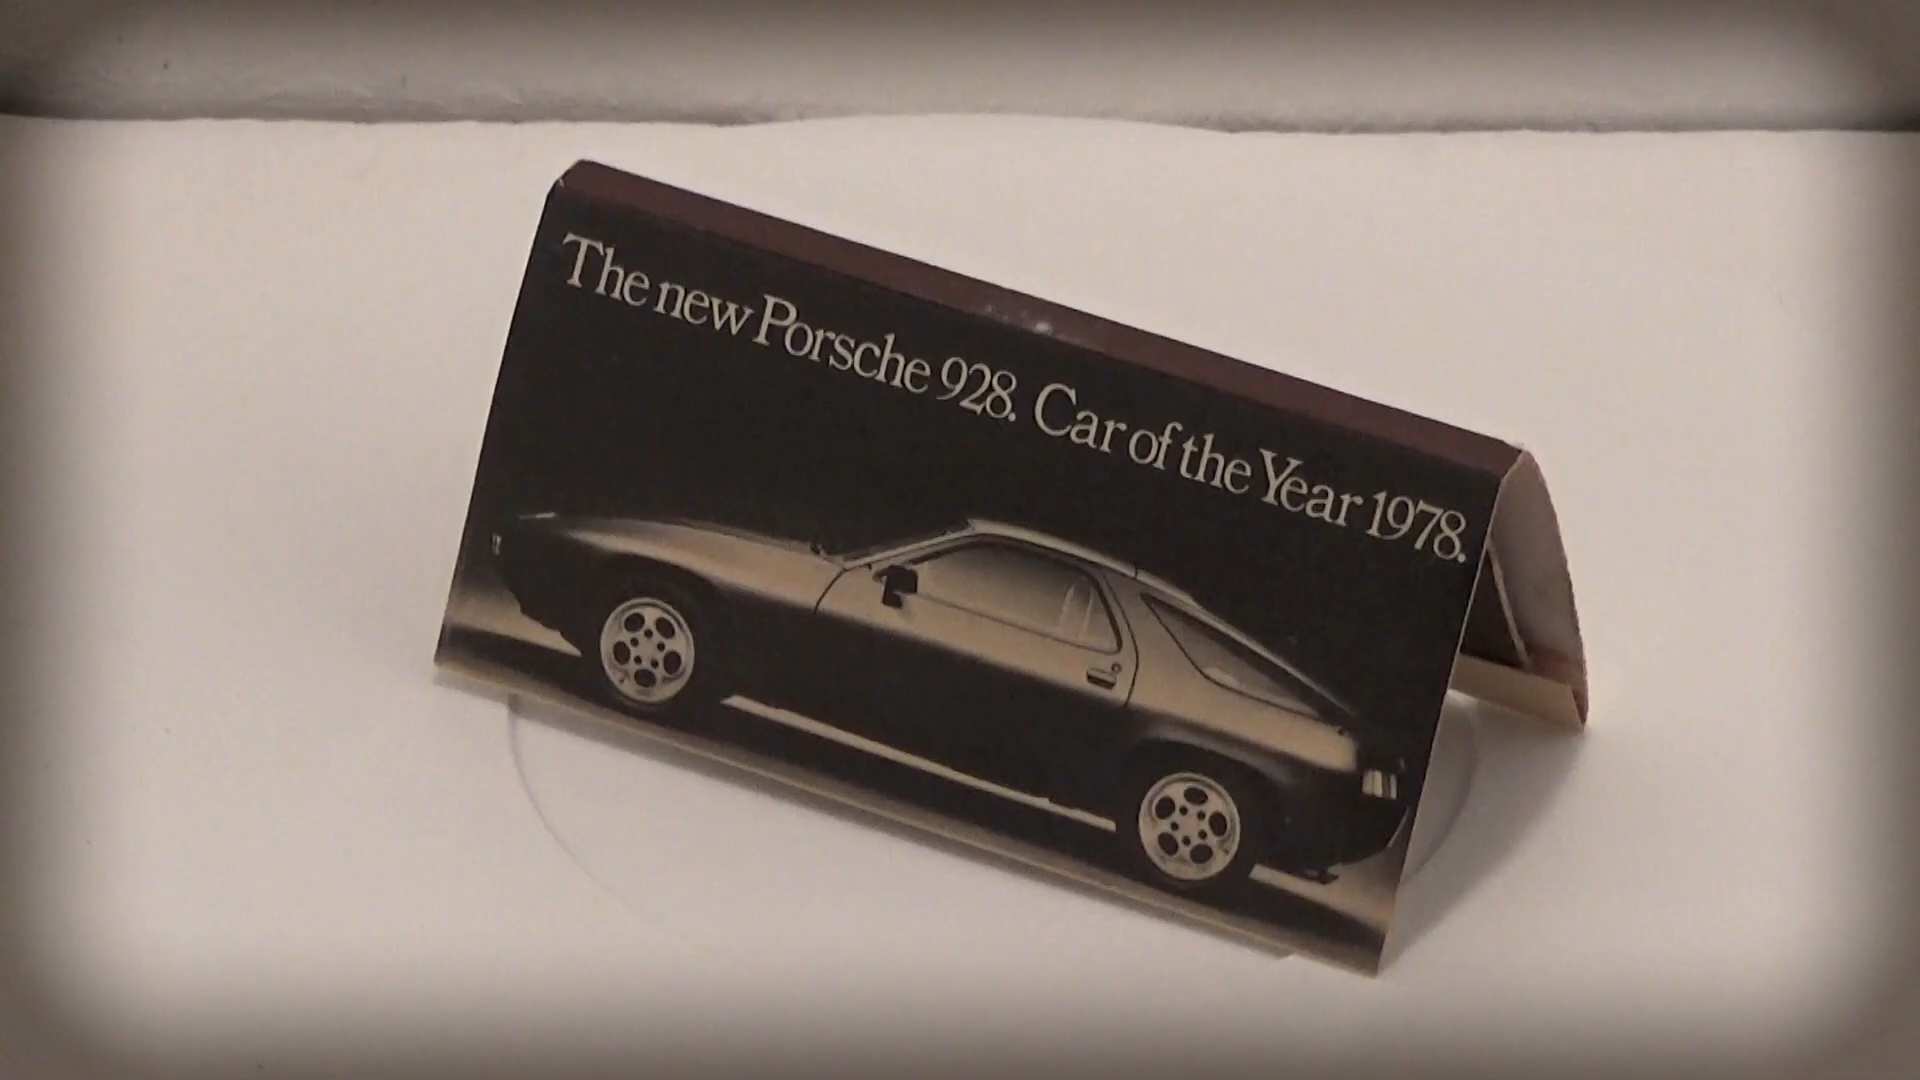 The new Porsche 928. Car of the Year 1978.